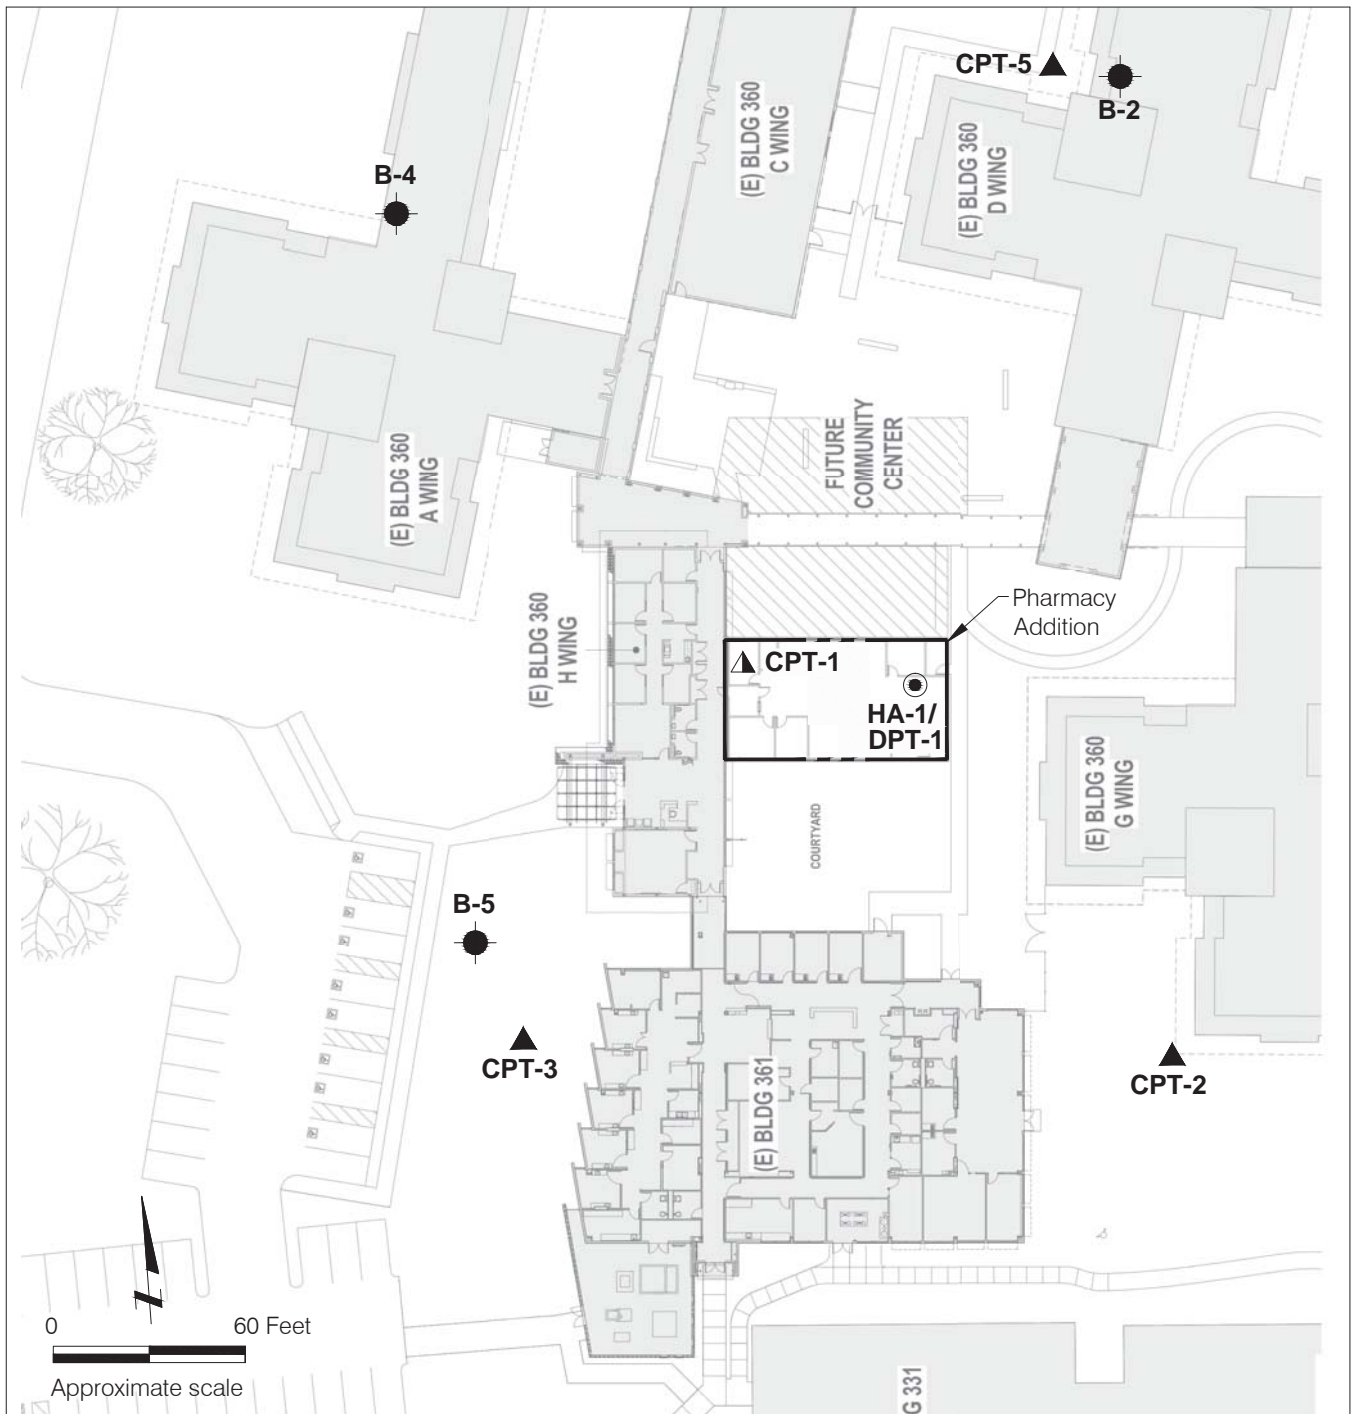 CPT-5
B-2
(E) BLDG 360
C WING
(E) BLDG 360
D WING
B-4
FUTURE
COMMUNITY
CENTER
(E) BLDG 360
A WING
Pharmacy
Addition
(E) BLDG 360
H WING
CPT-1
HA-1/
DPT-1
(E) BLDG 360
G WING
COURTYARD
B-5
CPT-3
CPT-2
(E) BLDG 361
0
60 Feet
Approximate scale
G 331